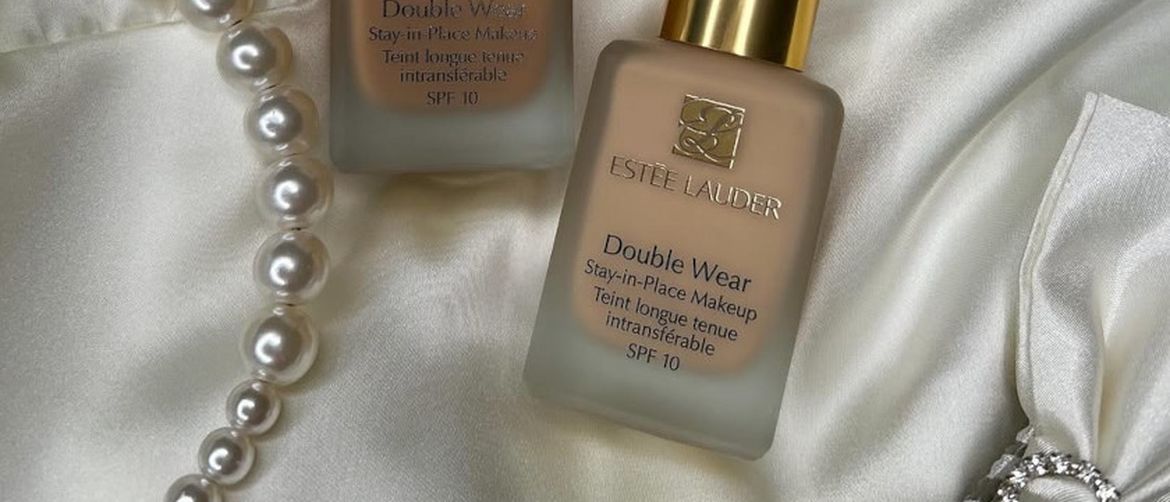 Double Wear
Stay-in-Place Makeup
Teint longue tenue
intransférable
SPF 10
ESTĒE LAUDER
Double Wear
Stay-in-Place Makeup
Teint longue tenue
intransférable
SPF 10